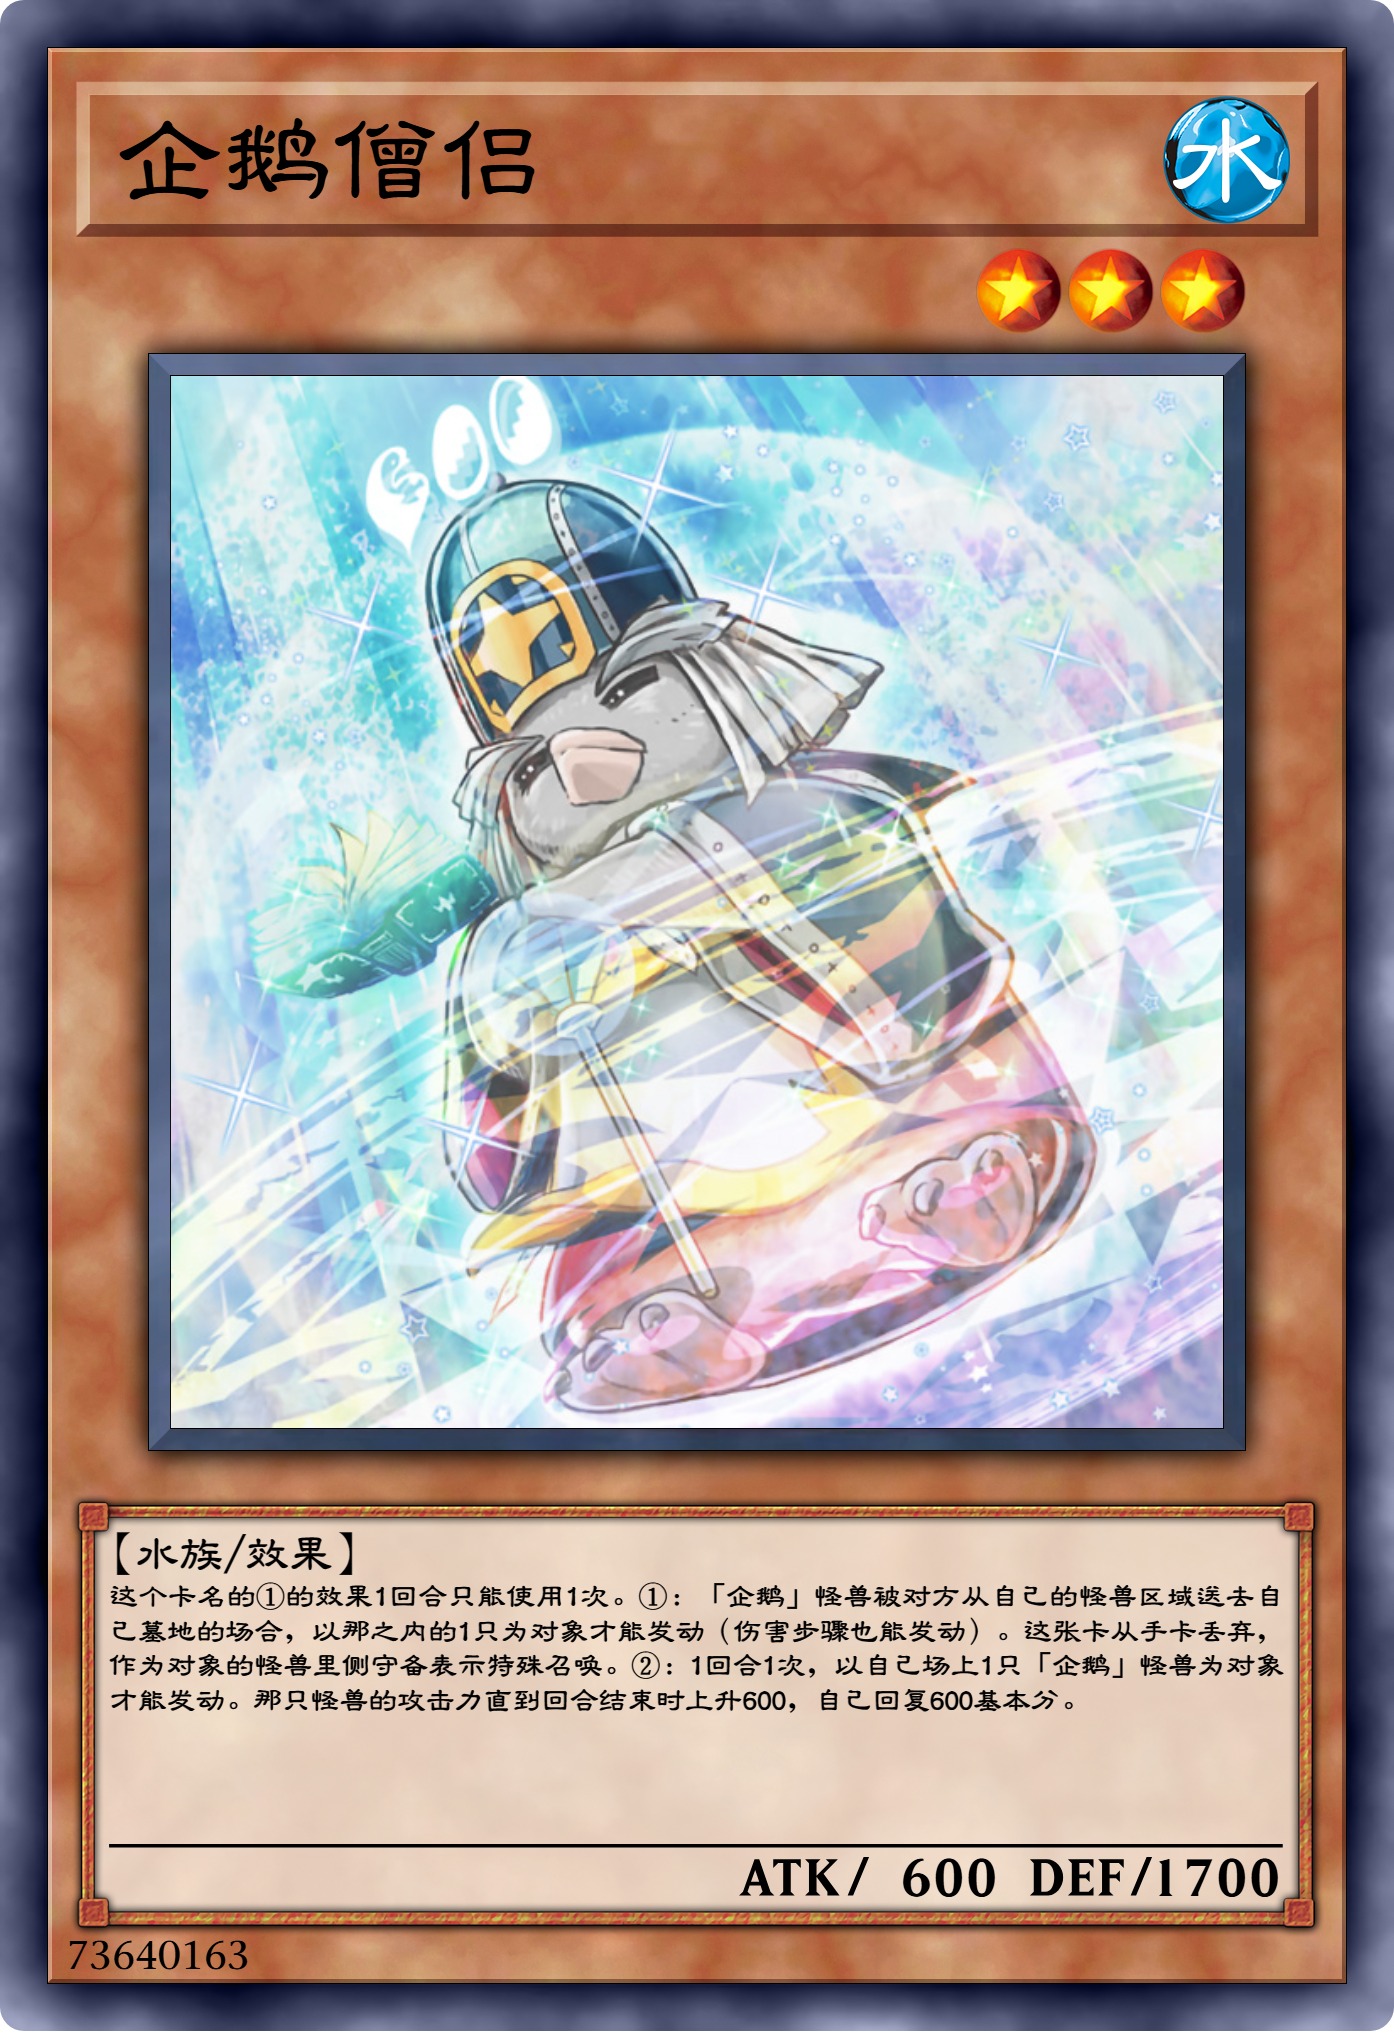 企鹅僧侣
水
【水族/效果】
这个卡名的①的效果1回合只能使用1次。①：「企鹅」怪兽被对方从自己的怪兽区域送去自
己墓地的场合，以那之内的1只为对象才能发动（伤害步骤也能发动）。这张卡从手卡丢弃，
作为对象的怪兽里侧守备表示特殊召唤。②：1回合1次，以自己场上1只「企鹅」怪兽为对象
才能发动。那只怪兽的攻击力直到回合结束时上升600，自己回复600基本分。
ATK/ 600 DEF/1700
73640163